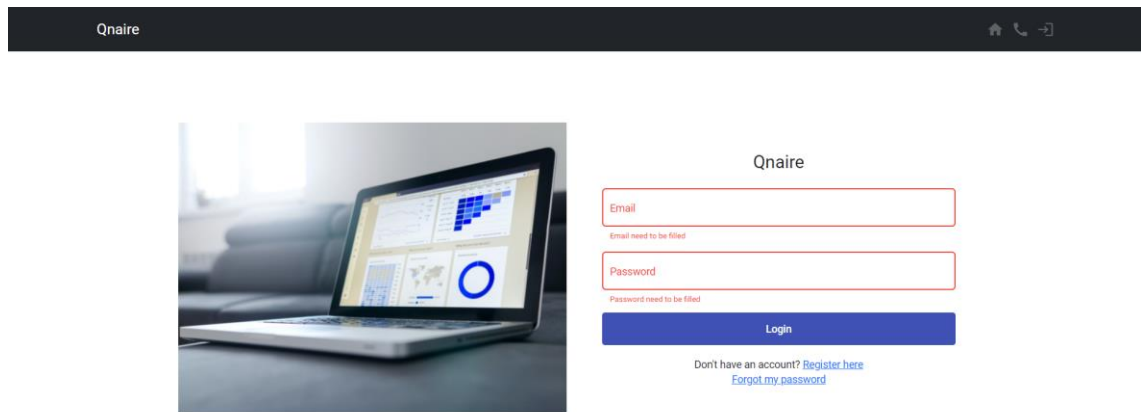 Qnaire
Qnaire
Email
Email need to be filled
Password
Password need to be filled
Login
Don't have an account? Register here
Forgot my password